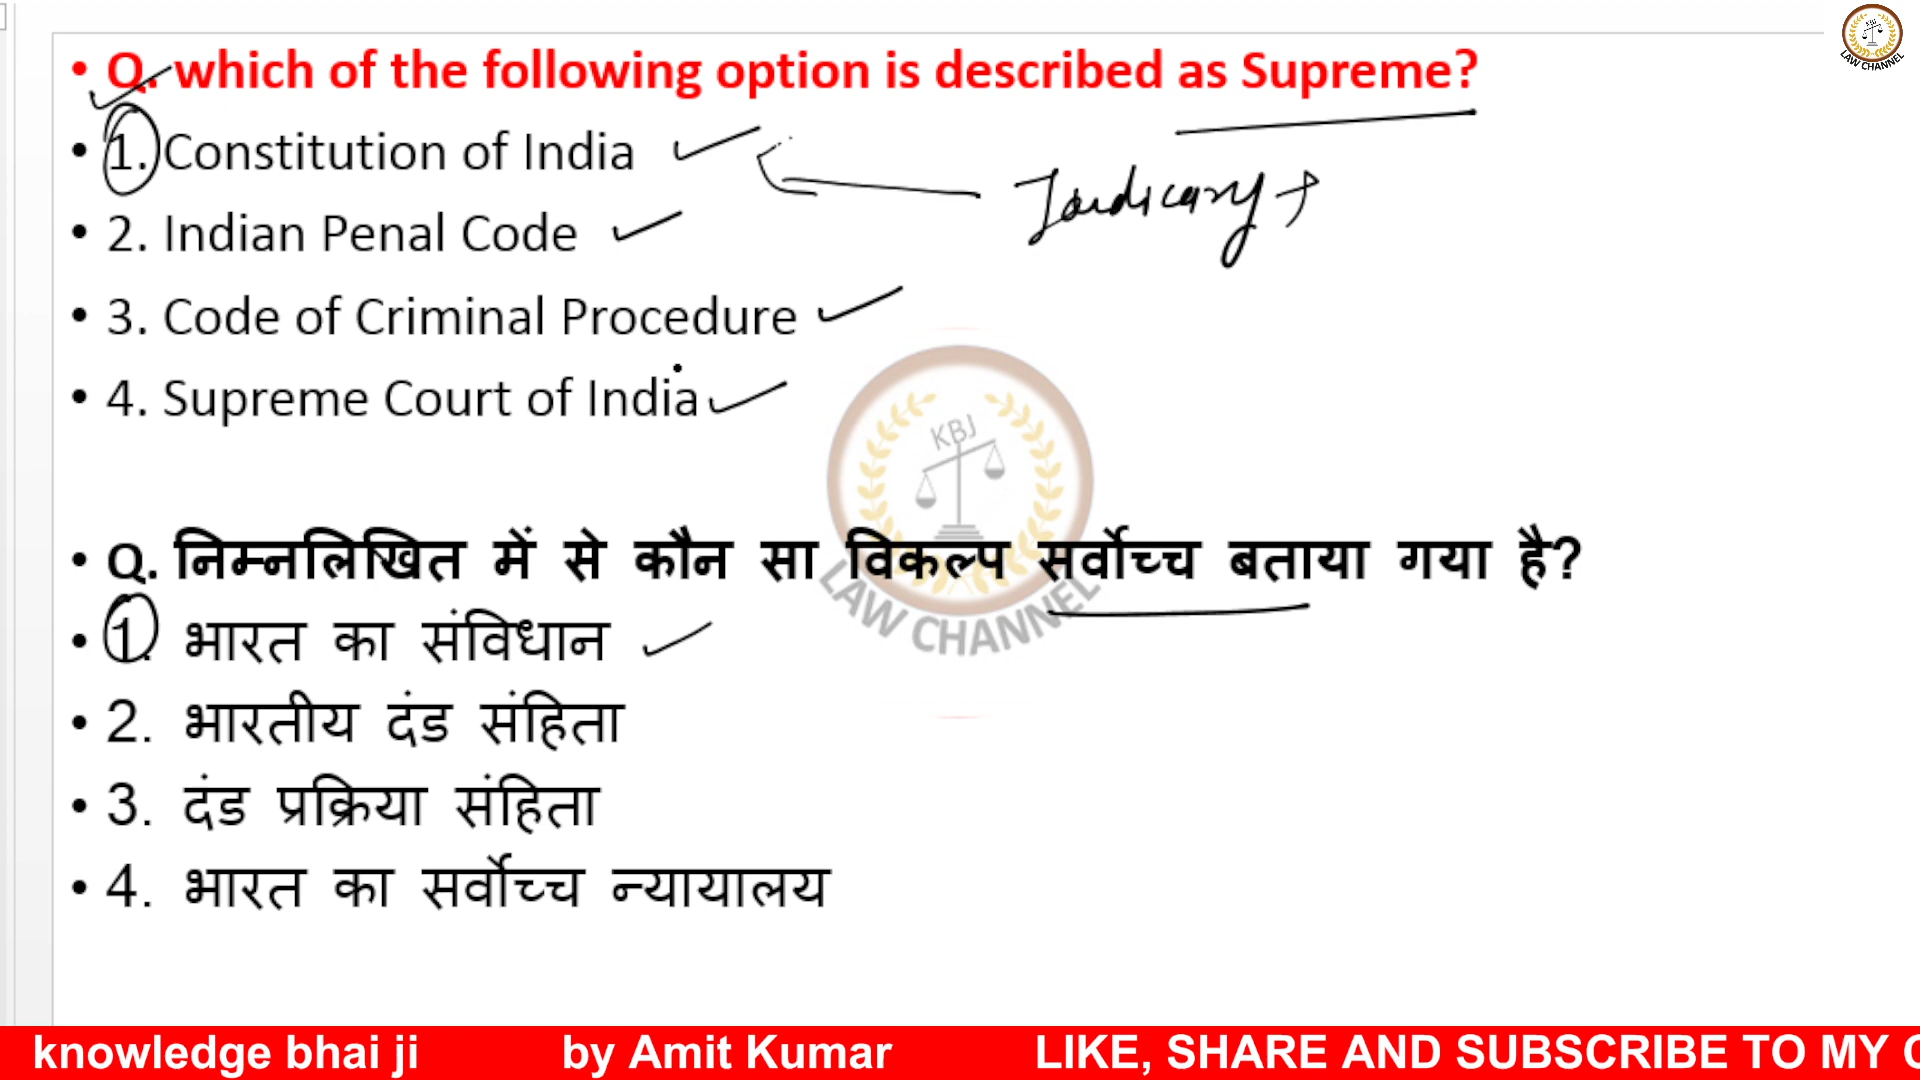 • Q. which of the following option is described as Supreme?
• 1. Constitution of India
• 2. Indian Penal Code
• 3. Code of Criminal Procedure
• 4. Supreme Court of India
• Q. निम्नलिखित में से कौन सा विकल्प सर्वोच्च बताया गया है?
• 1. भारत का संविधान
• 2. भारतीय दंड संहिता
• 3. दंड प्रक्रिया संहिता
• 4. भारत का सर्वोच्च न्यायालय
KBJ
LAW CHANNEL
KBJ
LAW CHANNEL
knowledge bhai ji by Amit Kumar LIKE, SHARE AND SUBSCRIBE TO MY